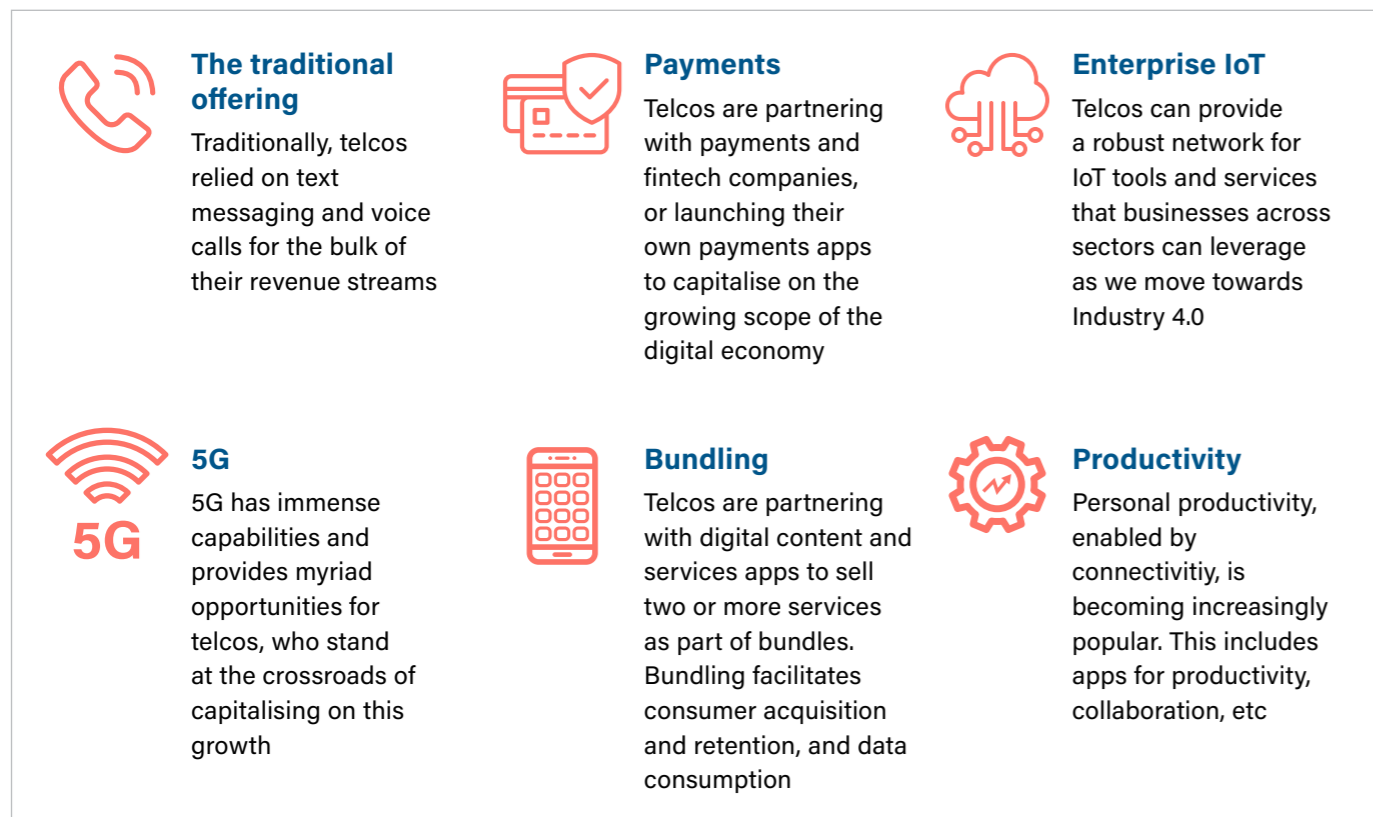 The traditional
offering
Traditionally, telcos
relied on text
messaging and voice
calls for the bulk of
their revenue streams
Payments
Telcos are partnering
with payments and
fintech companies,
or launching their
own payments apps
to capitalise on the
growing scope of the
digital economy
Enterprise IoT
Telcos can provide
a robust network for
IoT tools and services
that businesses across
sectors can leverage
as we move towards
Industry 4.0
5G
5G
5G has immense
capabilities and
provides myriad
opportunities for
telcos, who stand
at the crossroads of
capitalising on this
growth
Bundling
Telcos are partnering
with digital content and
services apps to sell
two or more services
as part of bundles.
Bundling facilitates
consumer acquisition
and retention, and data
consumption
Productivity
Personal productivity,
enabled by
connectivitiy, is
becoming increasingly
popular. This includes
apps for productivity,
collaboration, etc